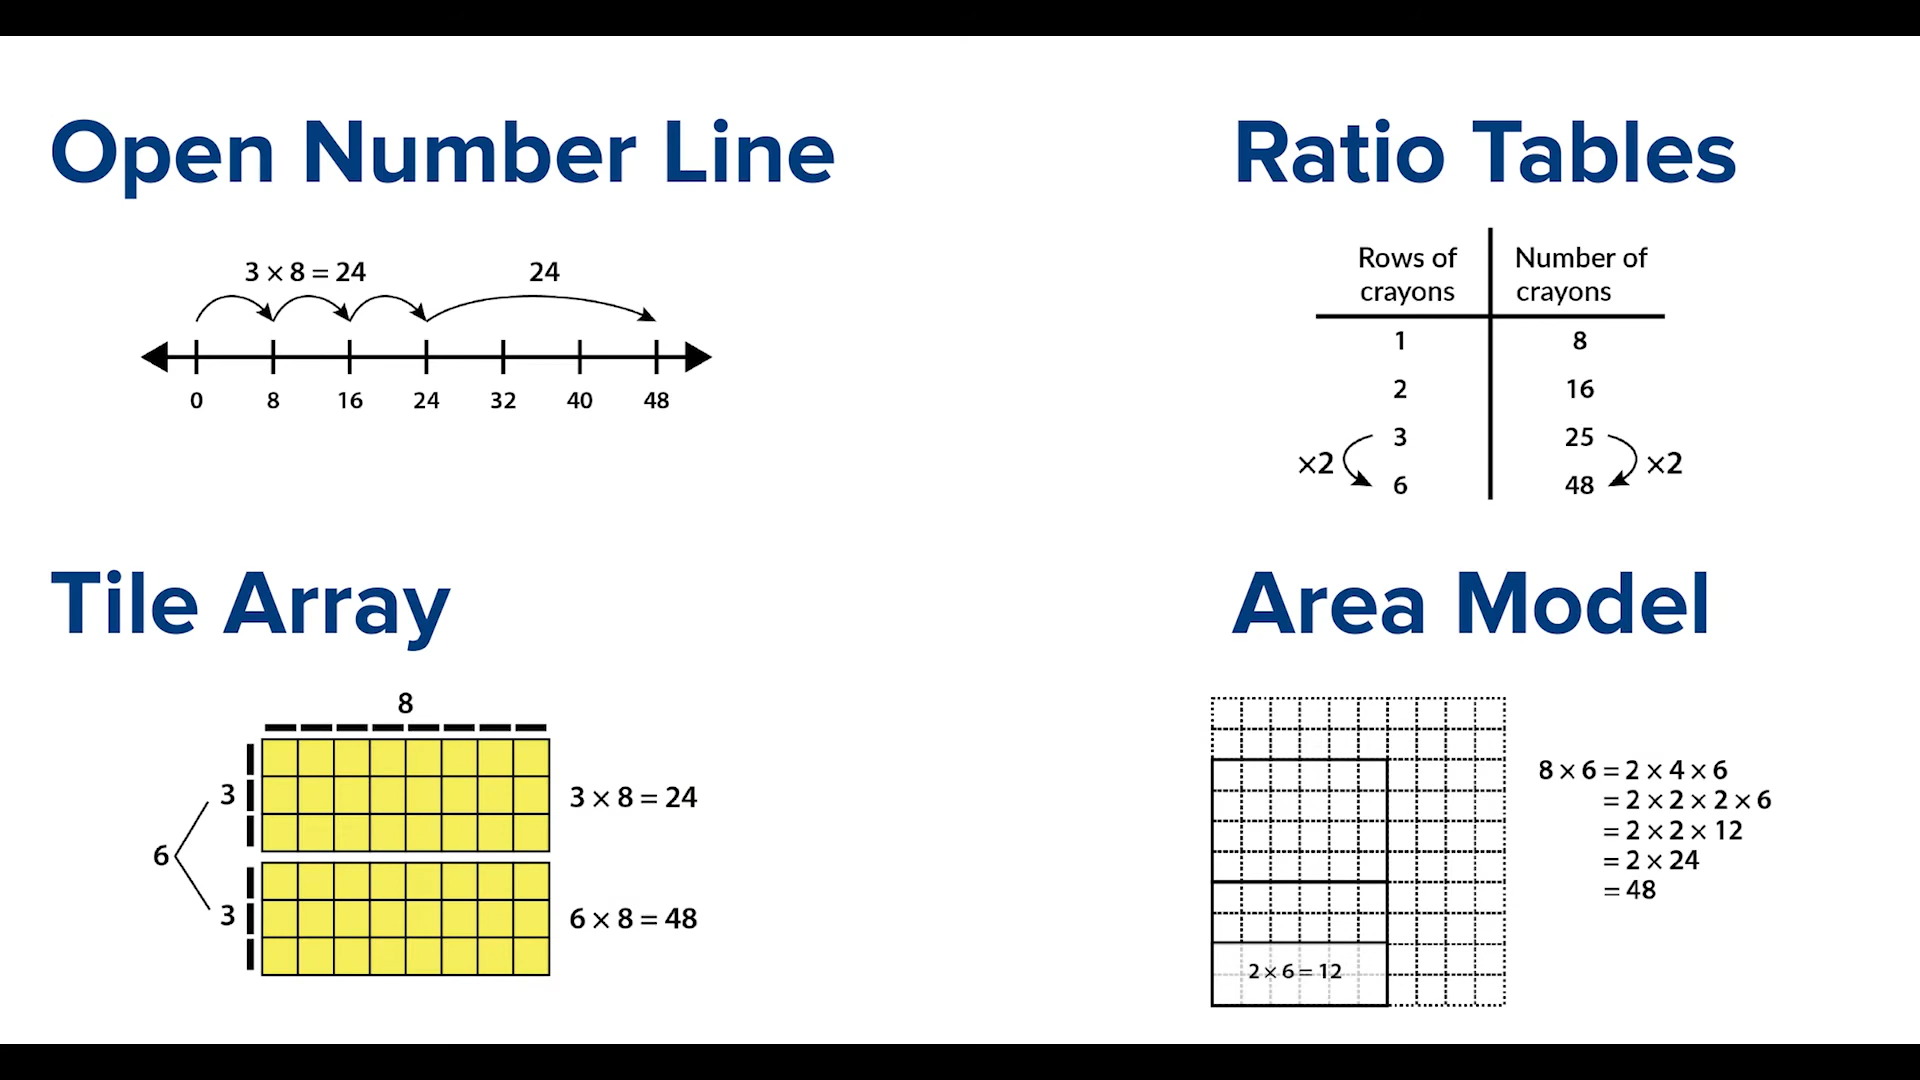 Open Number Line
3 × 8 = 24
24
0 8 16 24 32 40 48
Ratio Tables
Rows of crayons
Number of crayons
1 8
2 16
3 25
×2 ×2
6 48
Tile Array
8
3
3 × 8 = 24
6
3
6 × 8 = 48
Area Model
8 × 6 = 2 × 4 × 6
= 2 × 2 × 2 × 6
= 2 × 2 × 12
= 2 × 24
= 48
2 × 6 = 12